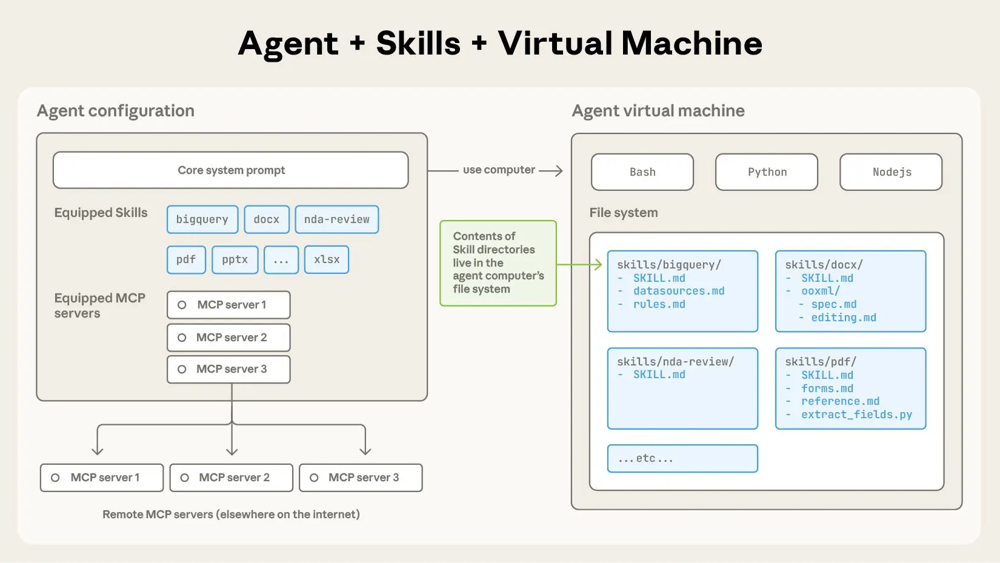 Agent + Skills + Virtual Machine
Agent configuration
Core system prompt
Equipped Skills
bigquery
docx
nda-review
pdf
pptx
...
xlsx
Equipped MCP
servers
MCP server 1
MCP server 2
MCP server 3
MCP server 1
MCP server 2
MCP server 3
Remote MCP servers (elsewhere on the internet)
use computer
Contents of
Skill directories
live in the
agent computer's
file system
Agent virtual machine
Bash
Python
Nodejs
File system
skills/bigquery/
- SKILL.md
- datasources.md
- rules.md
skills/docx/
- SKILL.md
- ooxml/
- spec.md
- editing.md
skills/nda-review/
- SKILL.md
skills/pdf/
- SKILL.md
- forms.md
- reference.md
- extract_fields.py
...etc...